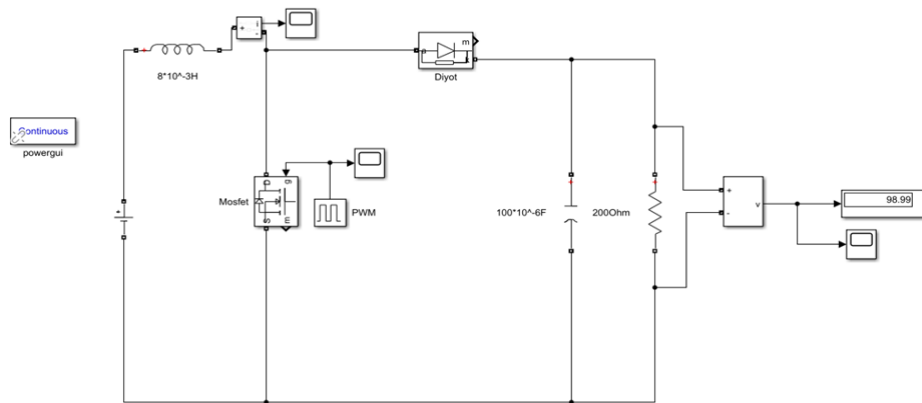 8*10^-3H
Continuous
powergui
+
i
-
m
Diyot
Mosfet
D
g
S
m
PWM
100*10^-6F
200Ohm
+
-
v
98.99